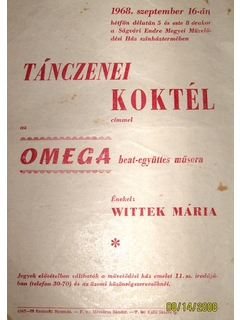 1968. szeptember 16-án
hétfőn délután 5 és este 8 órakor
a Ságvári Endre Megyei Művelő-
dési Ház színháztermében
TÁNCZENEI
KOKTÉL
címmel
az
OMEGA beat-együttes műsora
Énekel:
WITTEK MÁRIA
*
Jegyek elővételben válthatók a művelődési ház emelet 11. sz. irodájá-
ban (telefon 39-70) és az üzemi közönségszervezőknél.
09/14/2008